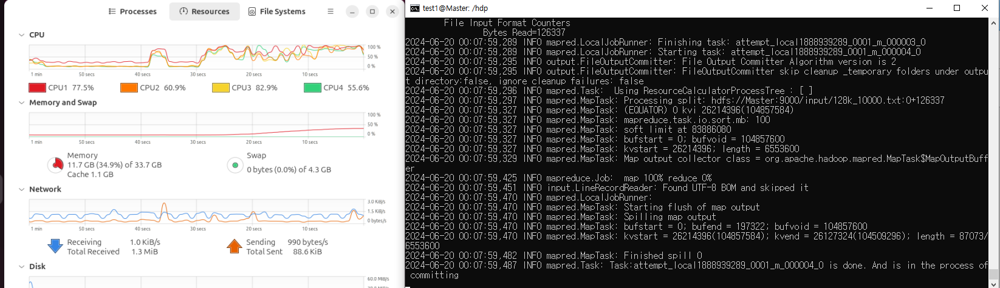 Processes
Resources
File Systems
CPU
100 %
50 %
0 %
1 min
50 secs
40 secs
30 secs
20 secs
10 secs
CPU1 77.5%
CPU2 60.9%
CPU3 82.9%
CPU4 55.6%
Memory and Swap
100 %
50 %
0 %
1 min
50 secs
40 secs
30 secs
20 secs
10 secs
Memory
11.7 GB (34.9%) of 33.7 GB
Cache 1.1 GB
Swap
0 bytes (0.0%) of 4.3 GB
Network
3.0 KiB/s
1.5 KiB/s
0 bytes/s
1 min
50 secs
40 secs
30 secs
20 secs
10 secs
Receiving 1.0 KiB/s
Total Received 1.3 MiB
Sending 990 bytes/s
Total Sent 88.6 KiB
Disk
60.0 MiB/s
test1@Master: /hdp
File Input Format Counters
Bytes Read=126337
2024-06-20 00:07:59,289 INFO mapred.LocalJobRunner: Finishing task: attempt_local1888939289_0001_m_000003_0
2024-06-20 00:07:59,289 INFO mapred.LocalJobRunner: Starting task: attempt_local1888939289_0001_m_000004_0
2024-06-20 00:07:59,295 INFO output.FileOutputCommitter: File Output Committer Algorithm version is 2
2024-06-20 00:07:59,295 INFO output.FileOutputCommitter: FileOutputCommitter skip cleanup _temporary folders under outpu
t directory:false, ignore cleanup failures: false
2024-06-20 00:07:59,296 INFO mapred.Task:  Using ResourceCalculatorProcessTree : [ ]
2024-06-20 00:07:59,297 INFO mapred.MapTask: Processing split: hdfs://Master:9000/input/128k_10000.txt:0+126337
2024-06-20 00:07:59,327 INFO mapred.MapTask: (EQUATOR) 0 kvi 26214396(104857584)
2024-06-20 00:07:59,327 INFO mapred.MapTask: mapreduce.task.io.sort.mb: 100
2024-06-20 00:07:59,327 INFO mapred.MapTask: soft limit at 83886080
2024-06-20 00:07:59,327 INFO mapred.MapTask: bufstart = 0; bufvoid = 104857600
2024-06-20 00:07:59,327 INFO mapred.MapTask: kvstart = 26214396; length = 6553600
2024-06-20 00:07:59,329 INFO mapred.MapTask: Map output collector class = org.apache.hadoop.mapred.MapTask$MapOutputBuff
er
2024-06-20 00:07:59,425 INFO mapreduce.Job:  map 100% reduce 0%
2024-06-20 00:07:59,451 INFO input.LineRecordReader: Found UTF-8 BOM and skipped it
2024-06-20 00:07:59,470 INFO mapred.LocalJobRunner:
2024-06-20 00:07:59,470 INFO mapred.MapTask: Starting flush of map output
2024-06-20 00:07:59,470 INFO mapred.MapTask: Spilling map output
2024-06-20 00:07:59,470 INFO mapred.MapTask: bufstart = 0; bufend = 197322; bufvoid = 104857600
2024-06-20 00:07:59,470 INFO mapred.MapTask: kvstart = 26214396(104857584); kvend = 26127324(104509296); length = 87073/
6553600
2024-06-20 00:07:59,482 INFO mapred.MapTask: Finished spill 0
2024-06-20 00:07:59,487 INFO mapred.Task: Task:attempt_local1888939289_0001_m_000004_0 is done. And is in the process of
committing